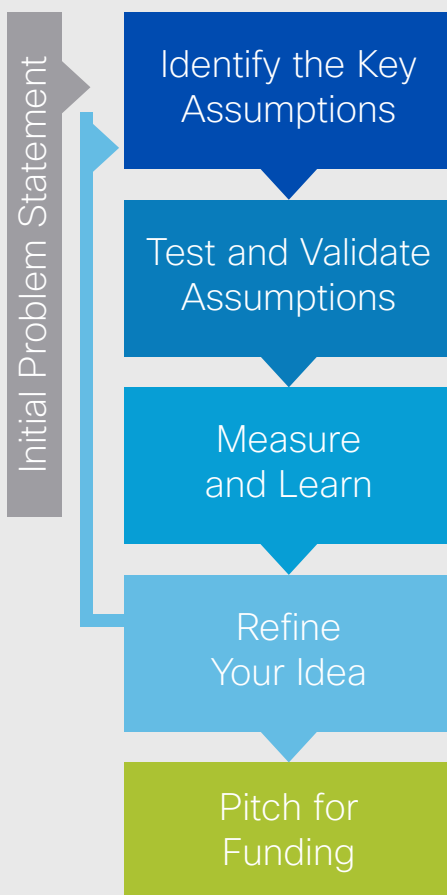 Initial Problem Statement
Identify the Key
Assumptions
Test and Validate
Assumptions
Measure
and Learn
Refine
Your Idea
Pitch for
Funding